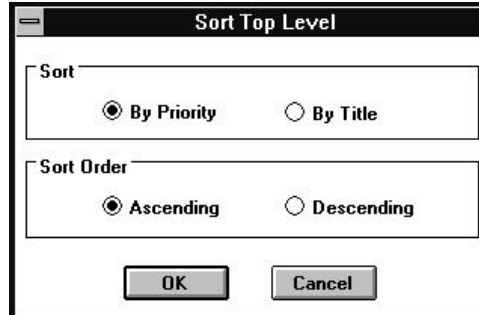 Sort Top Level
Sort
By Priority By Title
Sort Order
Ascending Descending
OK Cancel